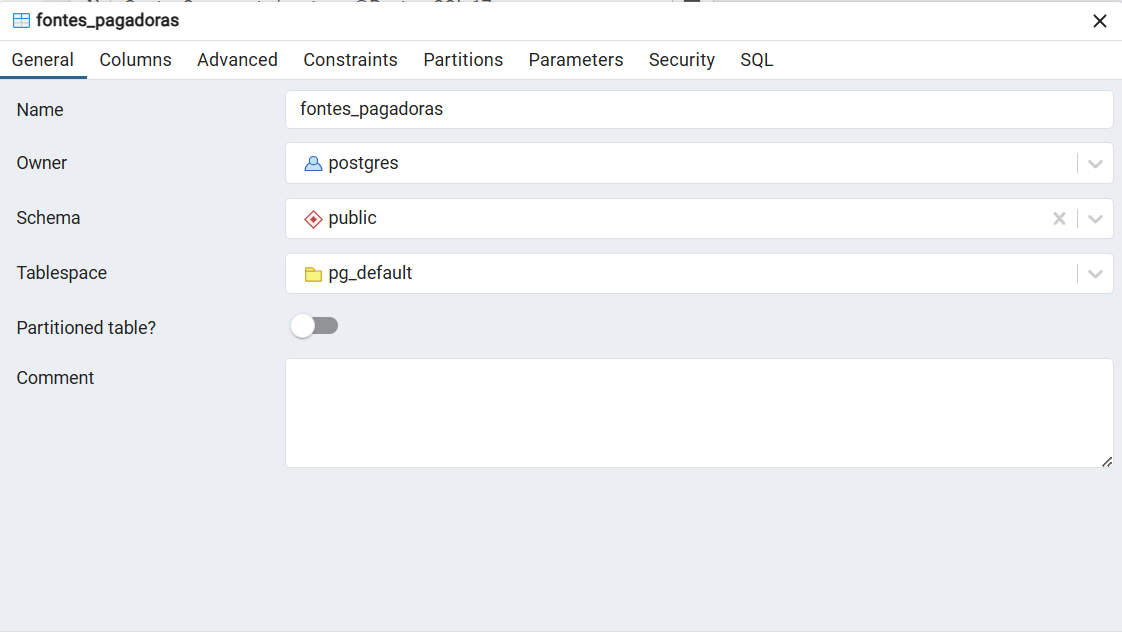 fontes_pagadoras
General Columns Advanced Constraints Partitions Parameters Security SQL
Name
fontes_pagadoras
Owner
postgres
Schema
public
Tablespace
pg_default
Partitioned table?
Comment